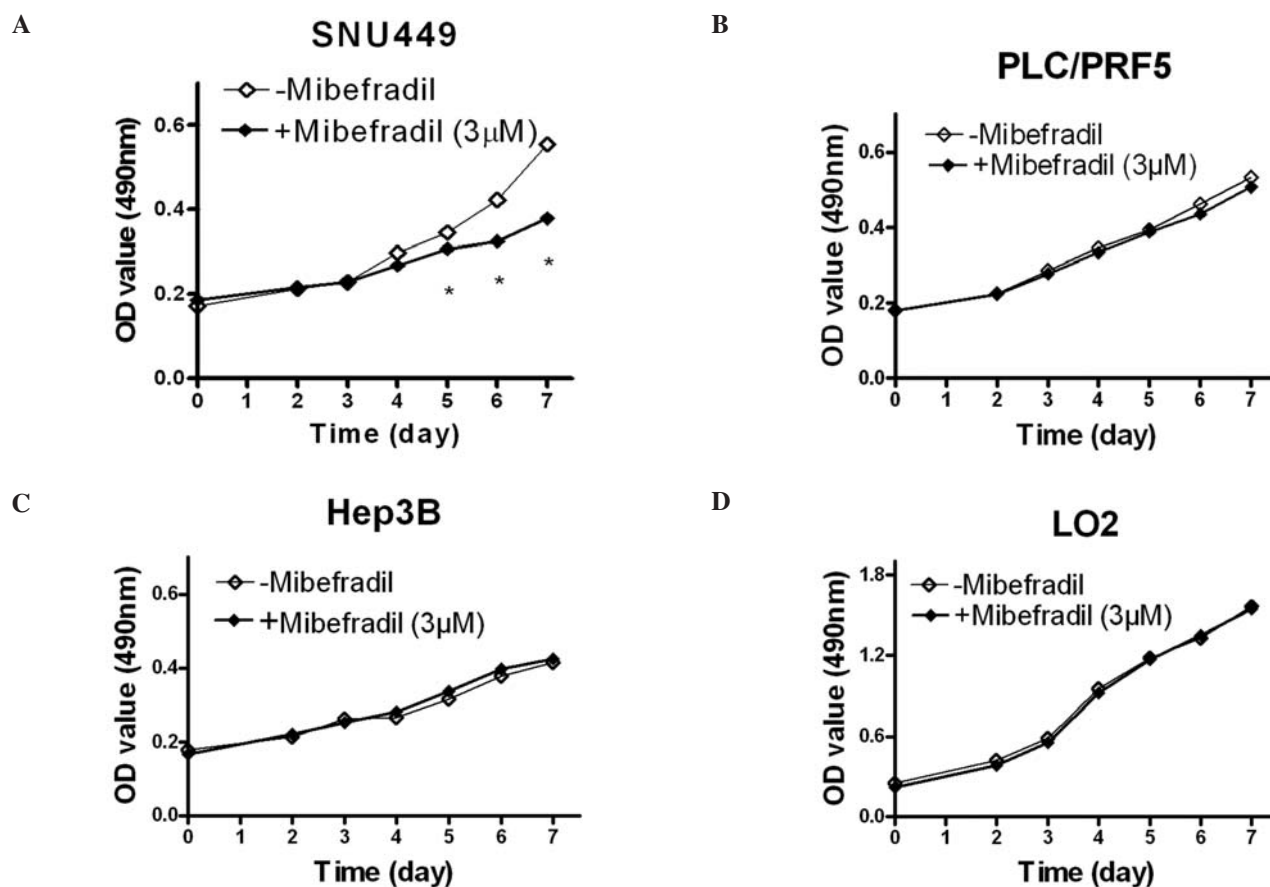 A
SNU449
-Mibefradil
+Mibefradil (3μM)
OD value (490nm)
0.6
0.4
0.2
0.0
* * *
0 1 2 3 4 5 6 7
Time (day)
B
PLC/PRF5
-Mibefradil
+Mibefradil (3µM)
OD value (490nm)
0.6
0.4
0.2
0.0
0 1 2 3 4 5 6 7
Time (day)
C
Hep3B
-Mibefradil
+Mibefradil (3µM)
OD value (490nm)
0.6
0.4
0.2
0.0
0 1 2 3 4 5 6 7
Time (day)
D
LO2
-Mibefradil
+Mibefradil (3µM)
OD value (490nm)
1.8
1.2
0.6
0.0
0 1 2 3 4 5 6 7
Time (day)